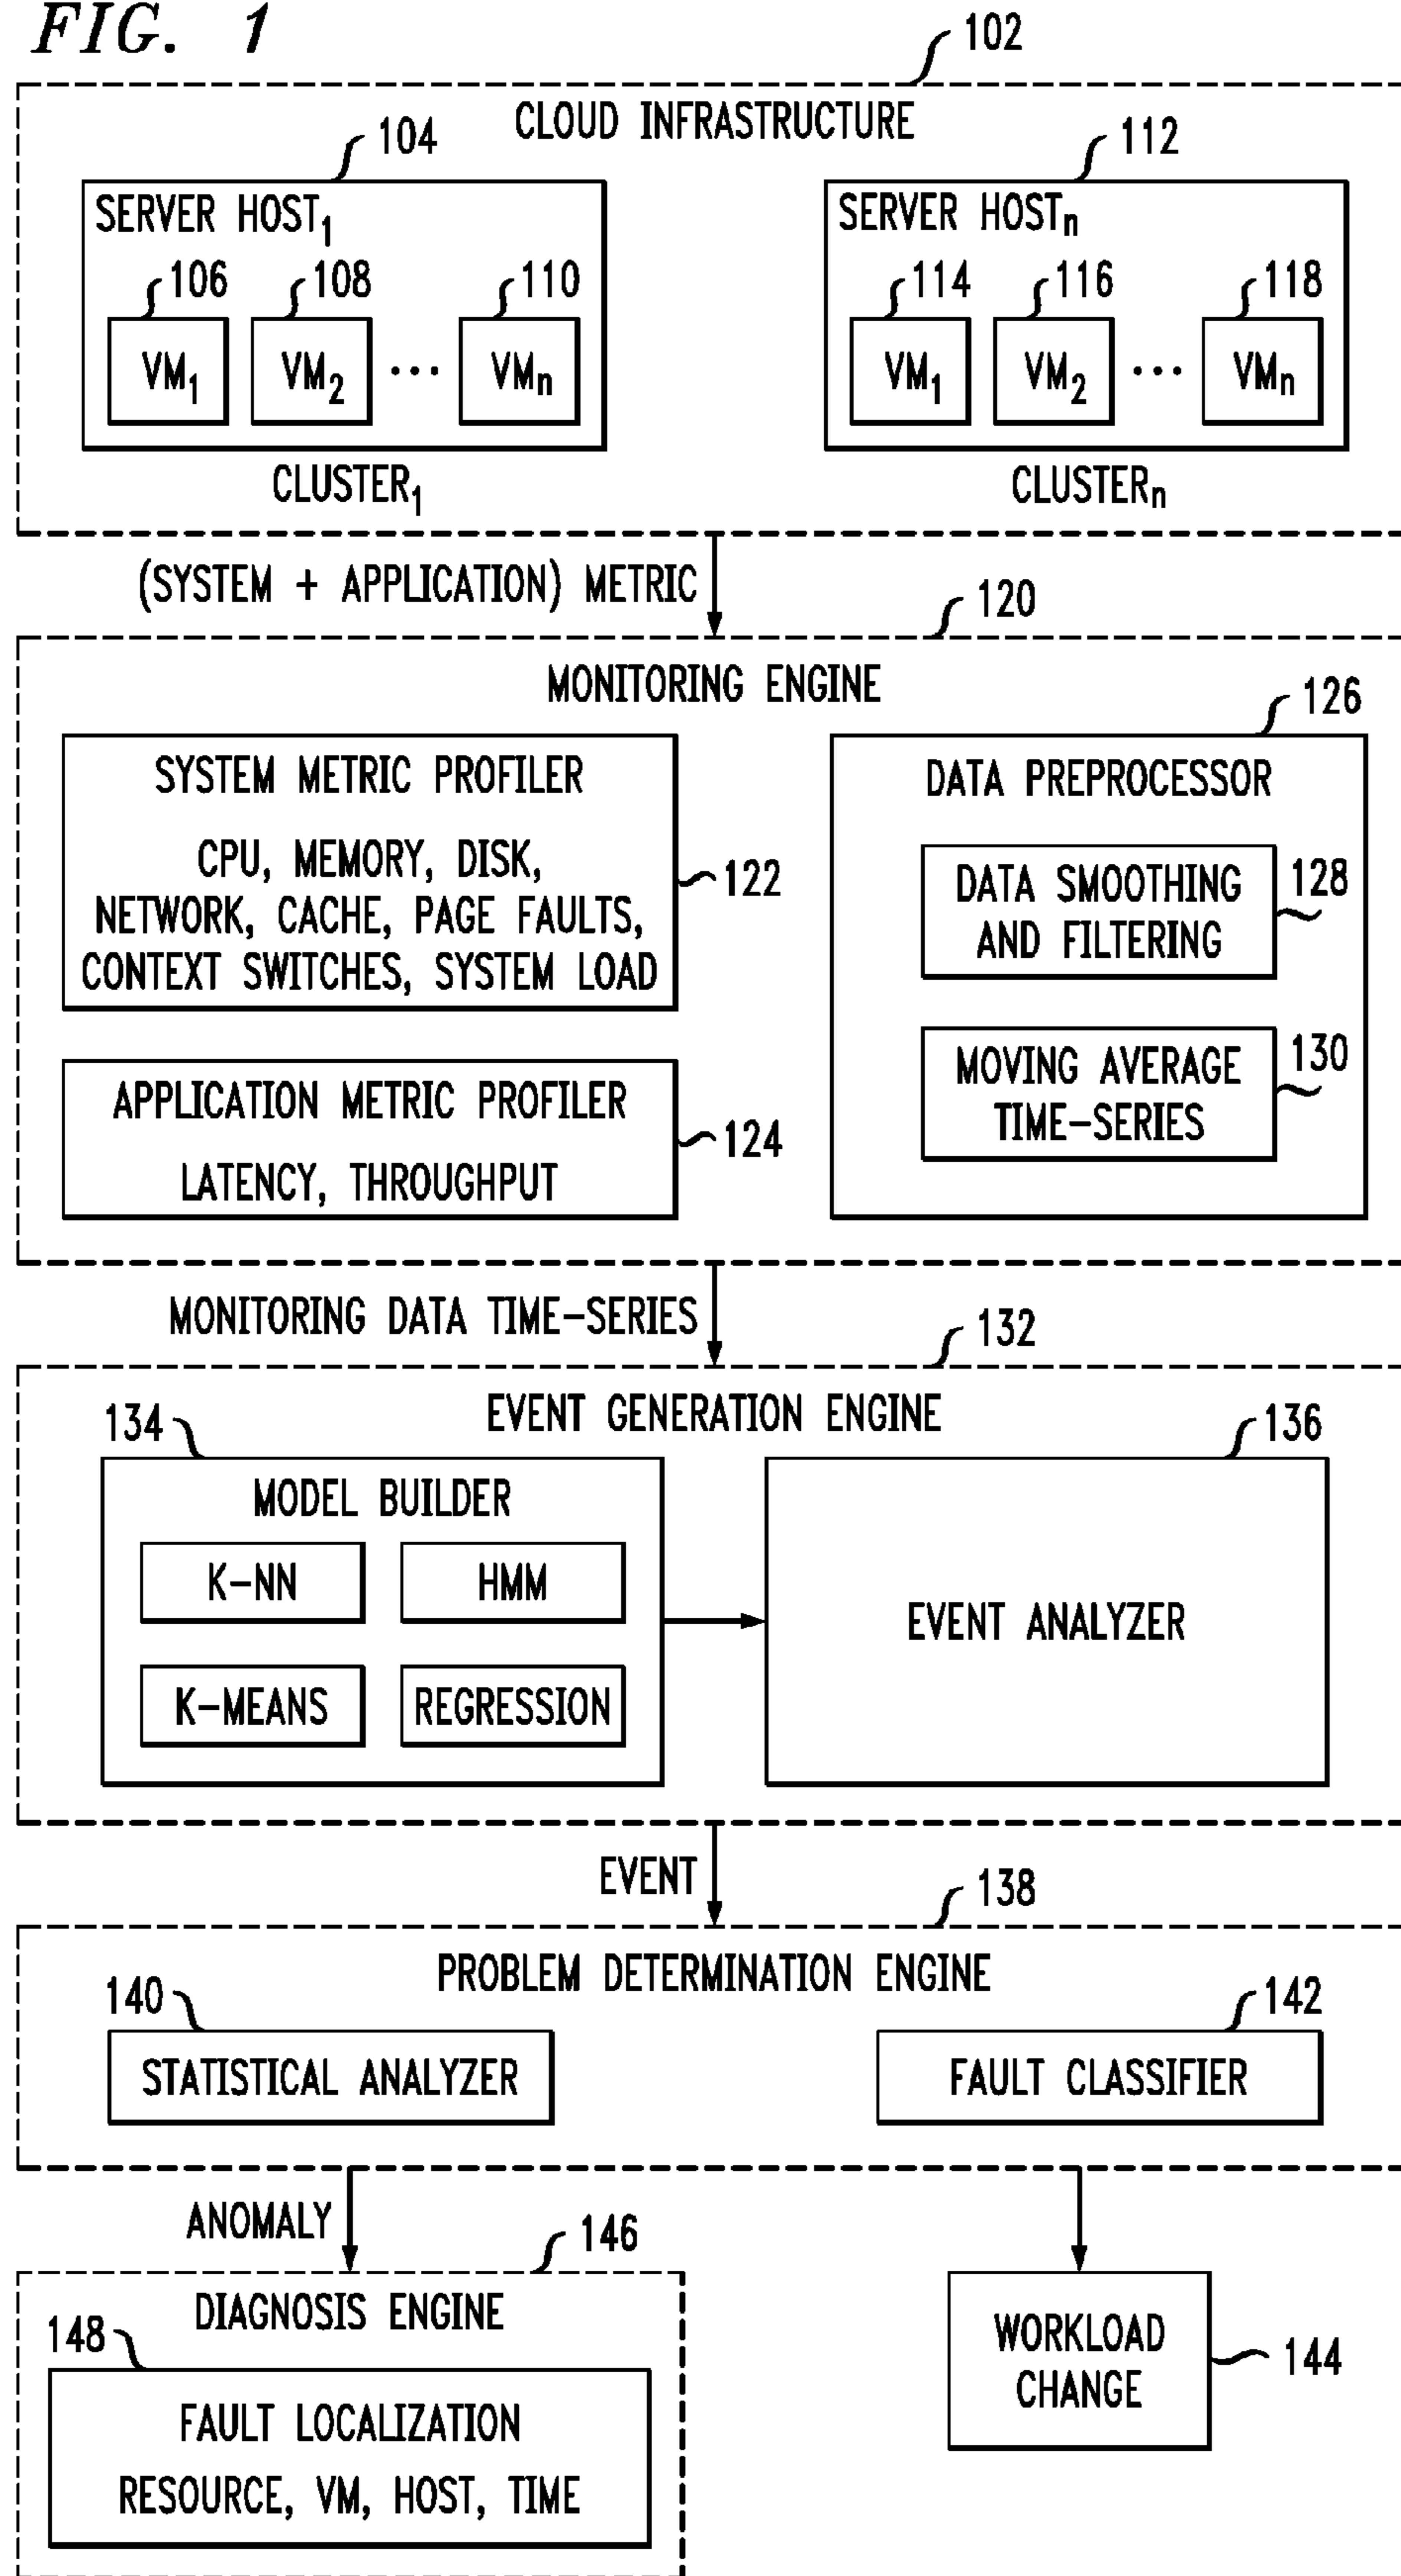 FIG. 1
102
CLOUD INFRASTRUCTURE
104
112
SERVER HOST1
SERVER HOSTn
106
108
110
114
116
118
VM1
VM2
...
VMn
VM1
VM2
...
VMn
CLUSTER1
CLUSTERn
(SYSTEM + APPLICATION) METRIC
120
MONITORING ENGINE
126
SYSTEM METRIC PROFILER
CPU, MEMORY, DISK,
NETWORK, CACHE, PAGE FAULTS,
CONTEXT SWITCHES, SYSTEM LOAD
122
DATA PREPROCESSOR
DATA SMOOTHING
AND FILTERING
128
MOVING AVERAGE
TIME-SERIES
130
APPLICATION METRIC PROFILER
LATENCY, THROUGHPUT
124
MONITORING DATA TIME-SERIES
132
EVENT GENERATION ENGINE
134
136
MODEL BUILDER
K-NN
HMM
K-MEANS
REGRESSION
EVENT ANALYZER
EVENT
138
PROBLEM DETERMINATION ENGINE
140
142
STATISTICAL ANALYZER
FAULT CLASSIFIER
ANOMALY
146
DIAGNOSIS ENGINE
148
FAULT LOCALIZATION
RESOURCE, VM, HOST, TIME
WORKLOAD
CHANGE
144